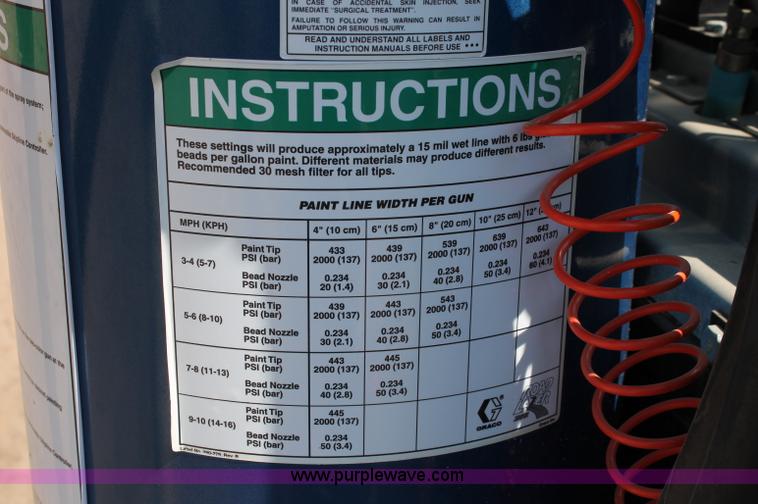 IN CASE OF ACCIDENTAL SKIN INJECTION, SEEK
IMMEDIATE "SURGICAL TREATMENT".
FAILURE TO FOLLOW THIS WARNING CAN RESULT IN
AMPUTATION OR SERIOUS INJURY.
READ AND UNDERSTAND ALL LABELS AND
INSTRUCTION MANUALS BEFORE USE
INSTRUCTIONS
These settings will produce approximately a 15 mil wet line with 6 lbs
beads per gallon paint. Different materials may produce different results.
Recommended 30 mesh filter for all tips.
PAINT LINE WIDTH PER GUN
MPH (KPH) 4" (10 cm) 6" (15 cm) 8" (20 cm) 10" (25 cm) 12"
3-4 (5-7)
Paint Tip 433 439 539 639 643
PSI (bar) 2000 (137) 2000 (137) 2000 (137) 2000 (137) 2000 (137)
Bead Nozzle 0.234 0.234 0.234 0.234 0.234
PSI (bar) 20 (1.4) 30 (2.1) 40 (2.8) 50 (3.4) 60 (4.1)
5-6 (8-10)
Paint Tip 439 443 543
PSI (bar) 2000 (137) 2000 (137) 2000 (137)
Bead Nozzle 0.234 0.234 0.234
PSI (bar) 30 (2.1) 40 (2.8) 50 (3.4)
7-8 (11-13)
Paint Tip 443 445
PSI (bar) 2000 (137) 2000 (137)
Bead Nozzle 0.234 0.234
PSI (bar) 40 (2.8) 50 (3.4)
9-10 (14-16)
Paint Tip 445
PSI (bar) 2000 (137)
Bead Nozzle 0.234
PSI (bar) 50 (3.4)
GRACO
S
of the spray system;
Controller.
www.purplewave.com